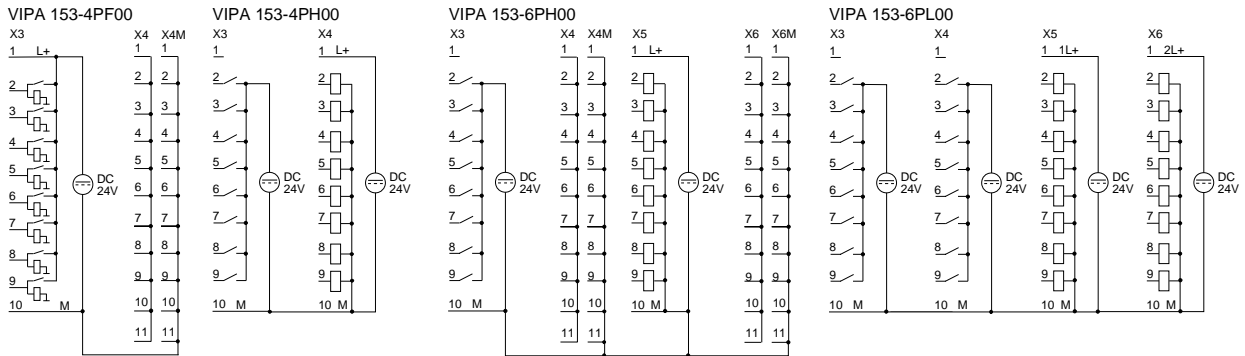 VIPA 153-4PF00 VIPA 153-4PH00 VIPA 153-6PH00 VIPA 153-6PL00
X3 X4 X4M X3 X4 X3 X4 X4M X5 X6 X6M X3 X4 X5 X6
1 L+ 1 1 1 1 L+ 1 1 1 1 L+ 1 1 1 1 1 1L+ 1 2L+
2 2 2 2 2 2 2 2 2 2 2 2 2 2 2
3 3 3 3 3 3 3 3 3 3 3 3 3 3 3
4 4 4 4 4 4 4 4 4 4 4 4 4 4 4
5 5 5 5 5 5 5 5 5 5 5 5 5 5 5
DC DC DC DC DC DC DC DC DC
24V 24V 24V 24V 24V 24V 24V 24V 24V
6 6 6 6 6 6 6 6 6 6 6 6 6 6 6
7 7 7 7 7 7 7 7 7 7 7 7 7 7 7
8 8 8 8 8 8 8 8 8 8 8 8 8 8 8
9 9 9 9 9 9 9 9 9 9 9 9 9 9 9
10 M 10 10 10 M 10 M 10 M 10 10 10 M 10 10 10 M 10 M 10 M 10 M
11 11 11 11 11 11